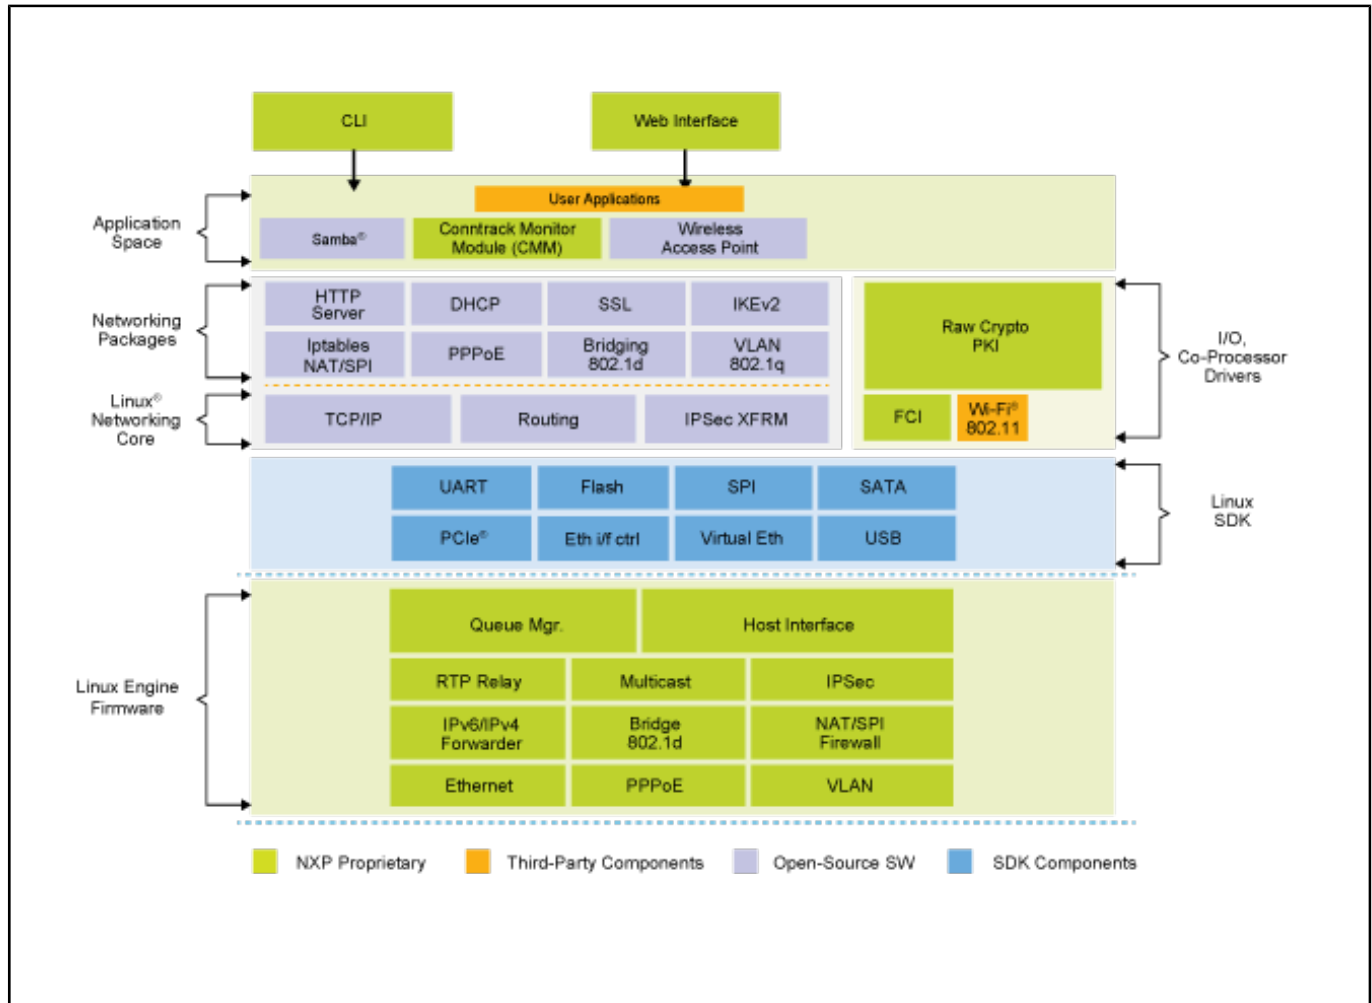 CLI
Web Interface
Application
Space
User Applications
Samba®
Conntrack Monitor
Module (CMM)
Wireless
Access Point
Networking
Packages
HTTP
Server
DHCP
SSL
IKEv2
Iptables
NAT/SPI
PPPoE
Bridging
802.1d
VLAN
802.1q
Linux®
Networking
Core
TCP/IP
Routing
IPSec XFRM
Raw Crypto
PKI
FCI
Wi-Fi®
802.11
I/O,
Co-Processor
Drivers
UART
Flash
SPI
SATA
PCIe®
Eth i/f ctrl
Virtual Eth
USB
Linux
SDK
Linux Engine
Firmware
Queue Mgr.
Host Interface
RTP Relay
Multicast
IPSec
IPv6/IPv4
Forwarder
Bridge
802.1d
NAT/SPI
Firewall
Ethernet
PPPoE
VLAN
NXP Proprietary
Third-Party Components
Open-Source SW
SDK Components